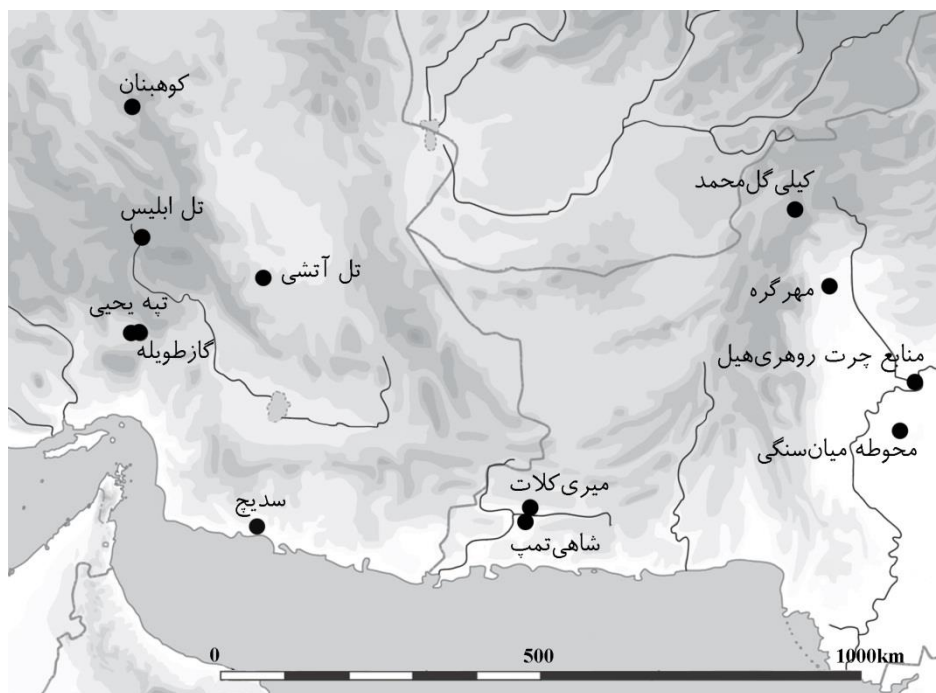 کوهبنان
کیلی گل‌محمد
تل ابلیس
تل آتشی
مهرگره
تپه یحیی
گازطویله
منابع چرت روهری‌هیل
محوطه میان‌سنگی
میری‌کلات
سدیچ
شاهی‌تمپ
0 500 1000km